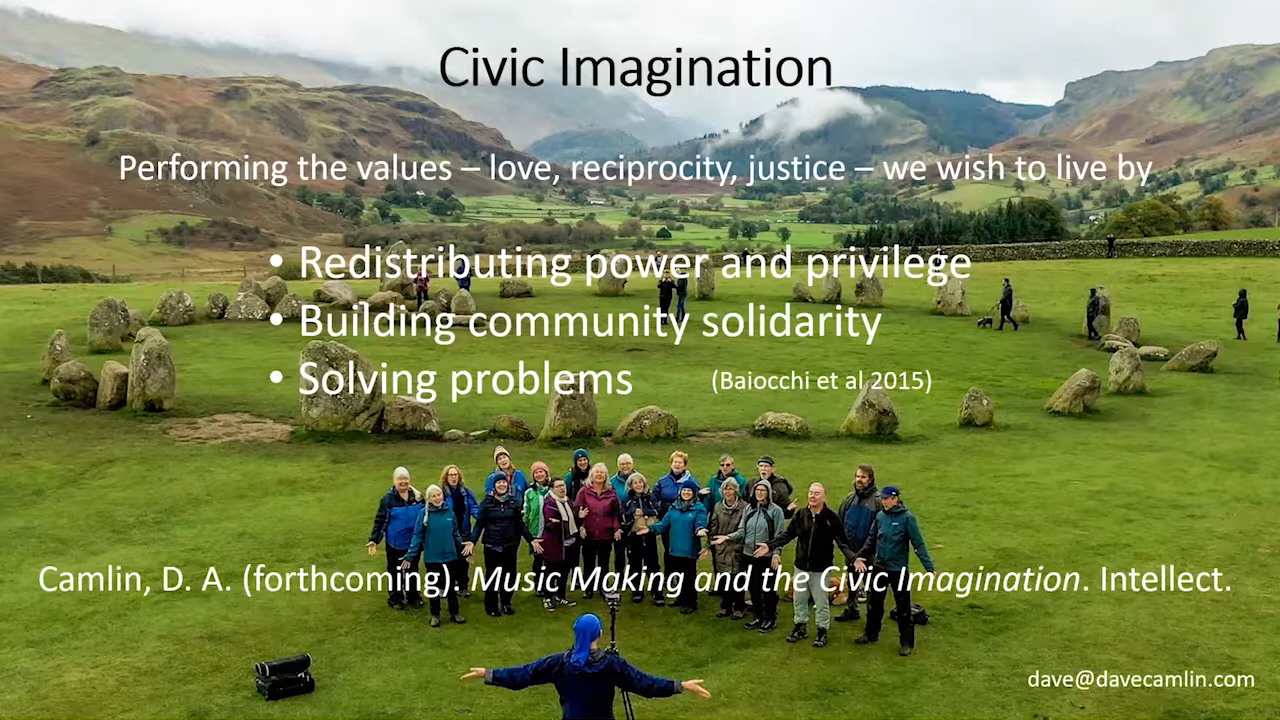 Civic Imagination
Performing the values – love, reciprocity, justice – we wish to live by
• Redistributing power and privilege
• Building community solidarity
• Solving problems (Baiocchi et al 2015)
Camlin, D. A. (forthcoming). Music Making and the Civic Imagination. Intellect.
dave@davecamlin.com